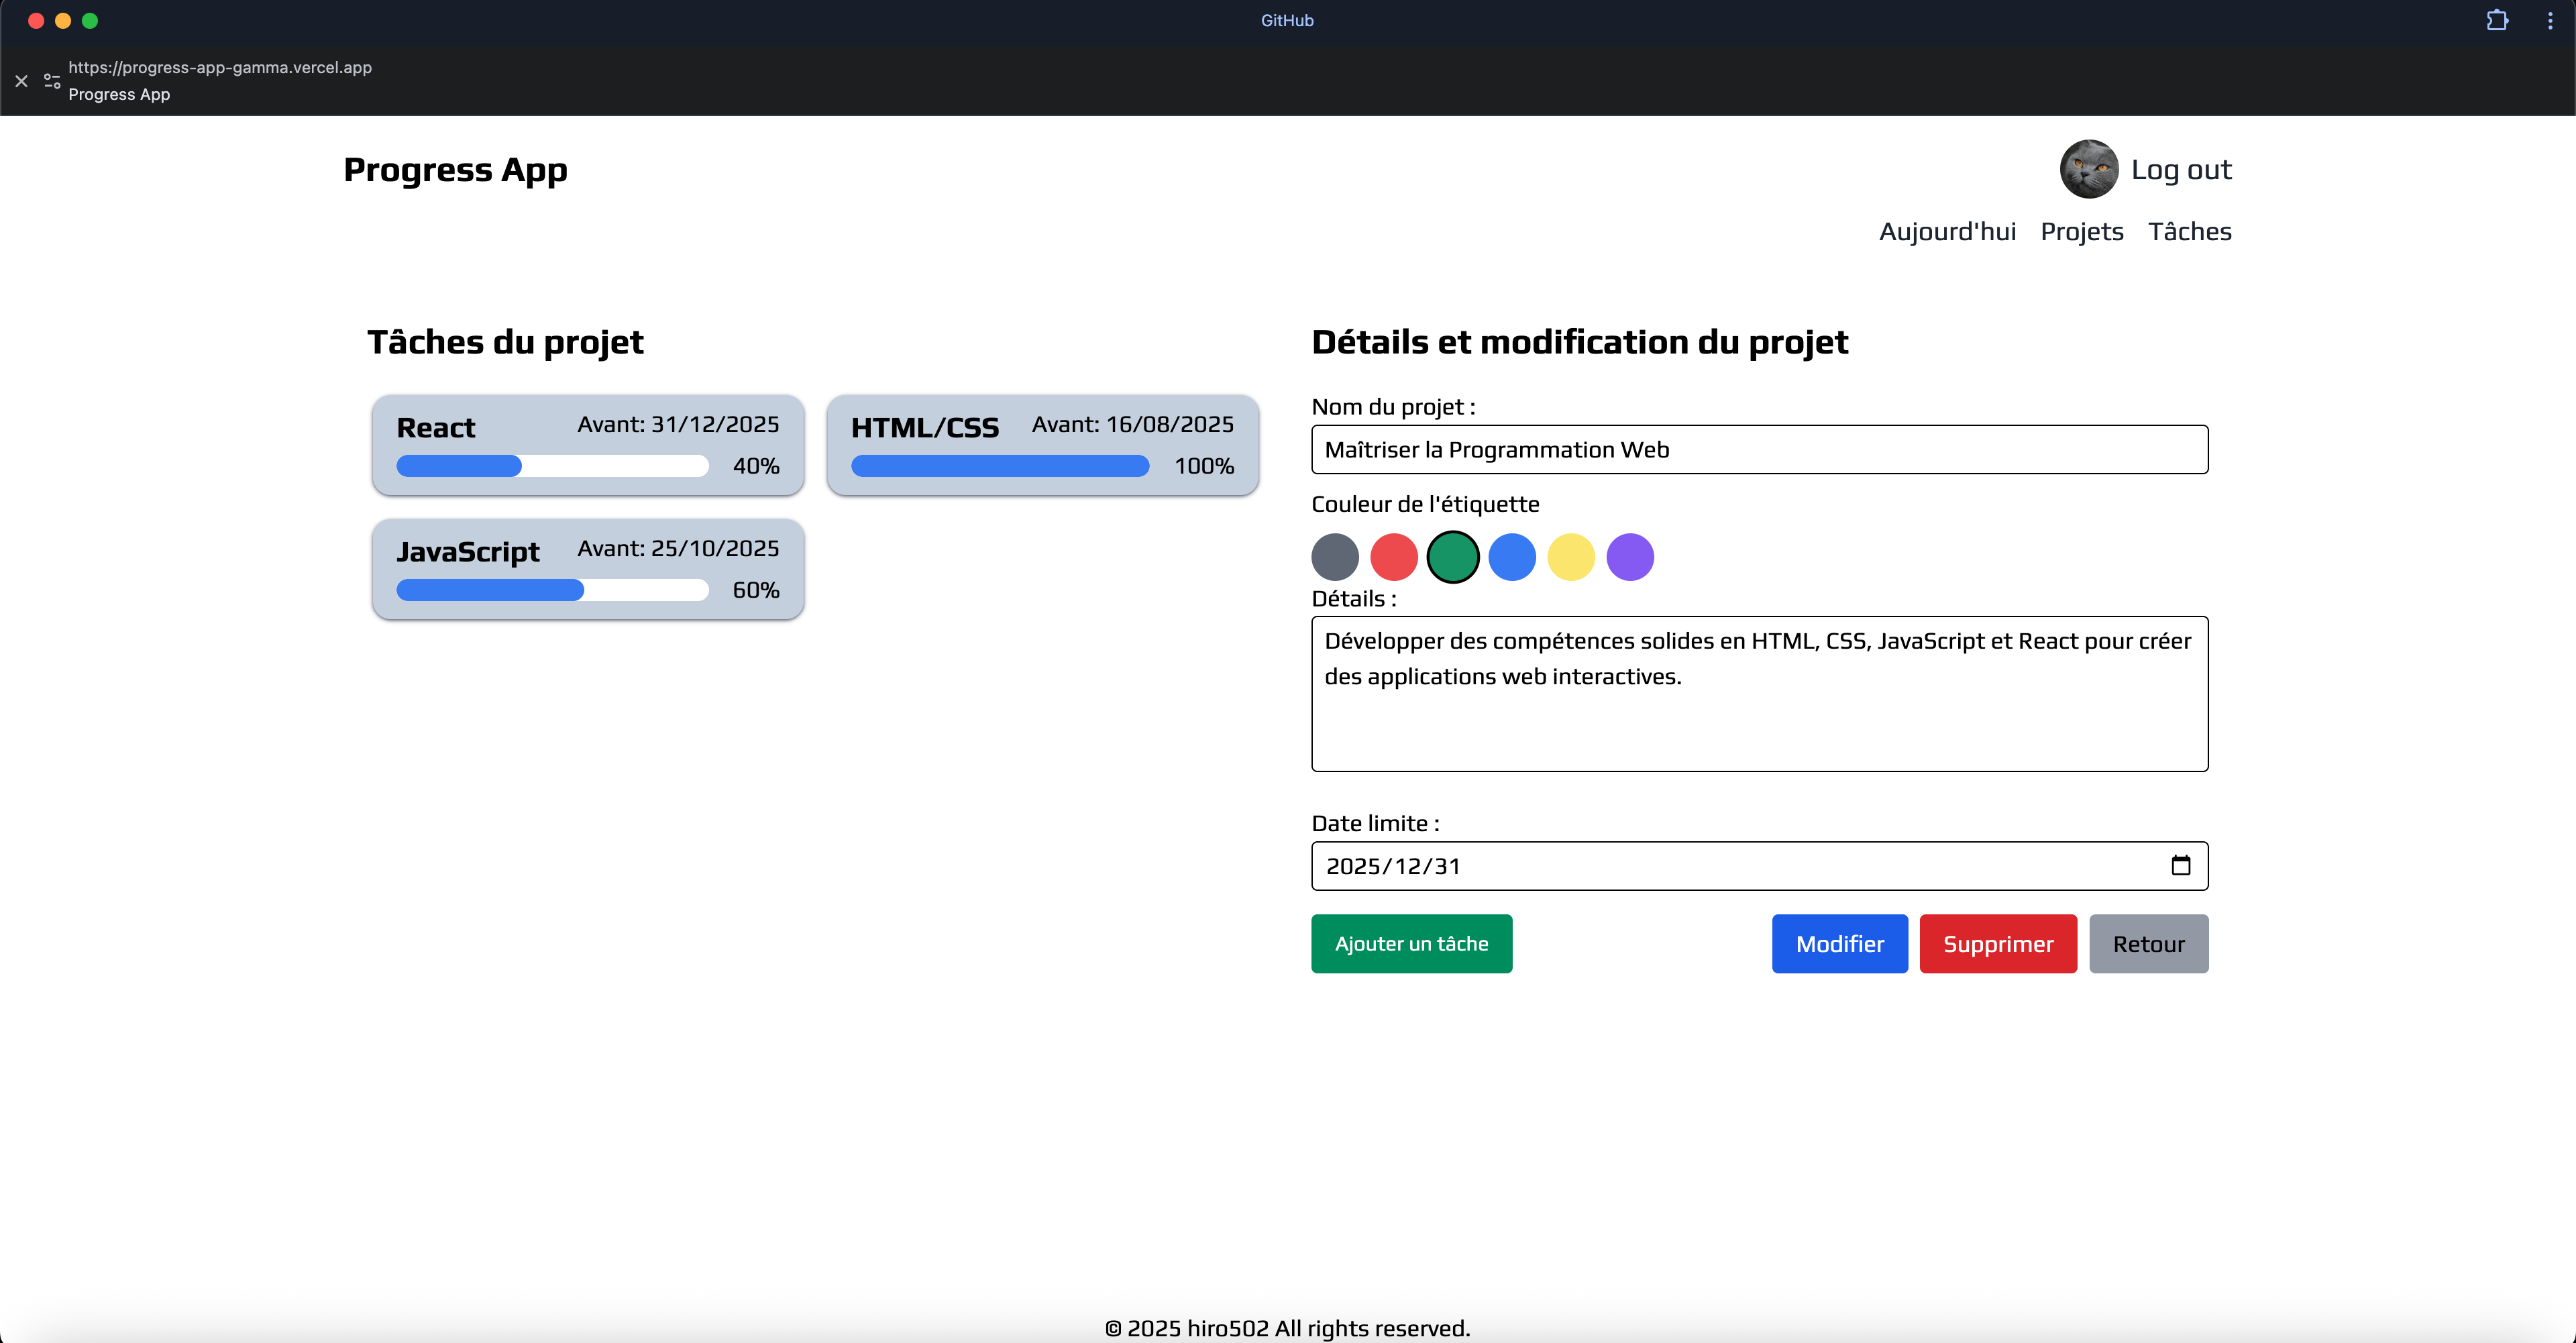 GitHub
https://progress-app-gamma.vercel.app
Progress App
Progress App
Log out
Aujourd'hui Projets Tâches
Tâches du projet
React Avant: 31/12/2025
40%
HTML/CSS Avant: 16/08/2025
100%
JavaScript Avant: 25/10/2025
60%
Détails et modification du projet
Nom du projet :
Maîtriser la Programmation Web
Couleur de l'étiquette
Détails :
Développer des compétences solides en HTML, CSS, JavaScript et React pour créer
des applications web interactives.
Date limite :
2025/12/31
Ajouter un tâche Modifier Supprimer Retour
© 2025 hiro502 All rights reserved.